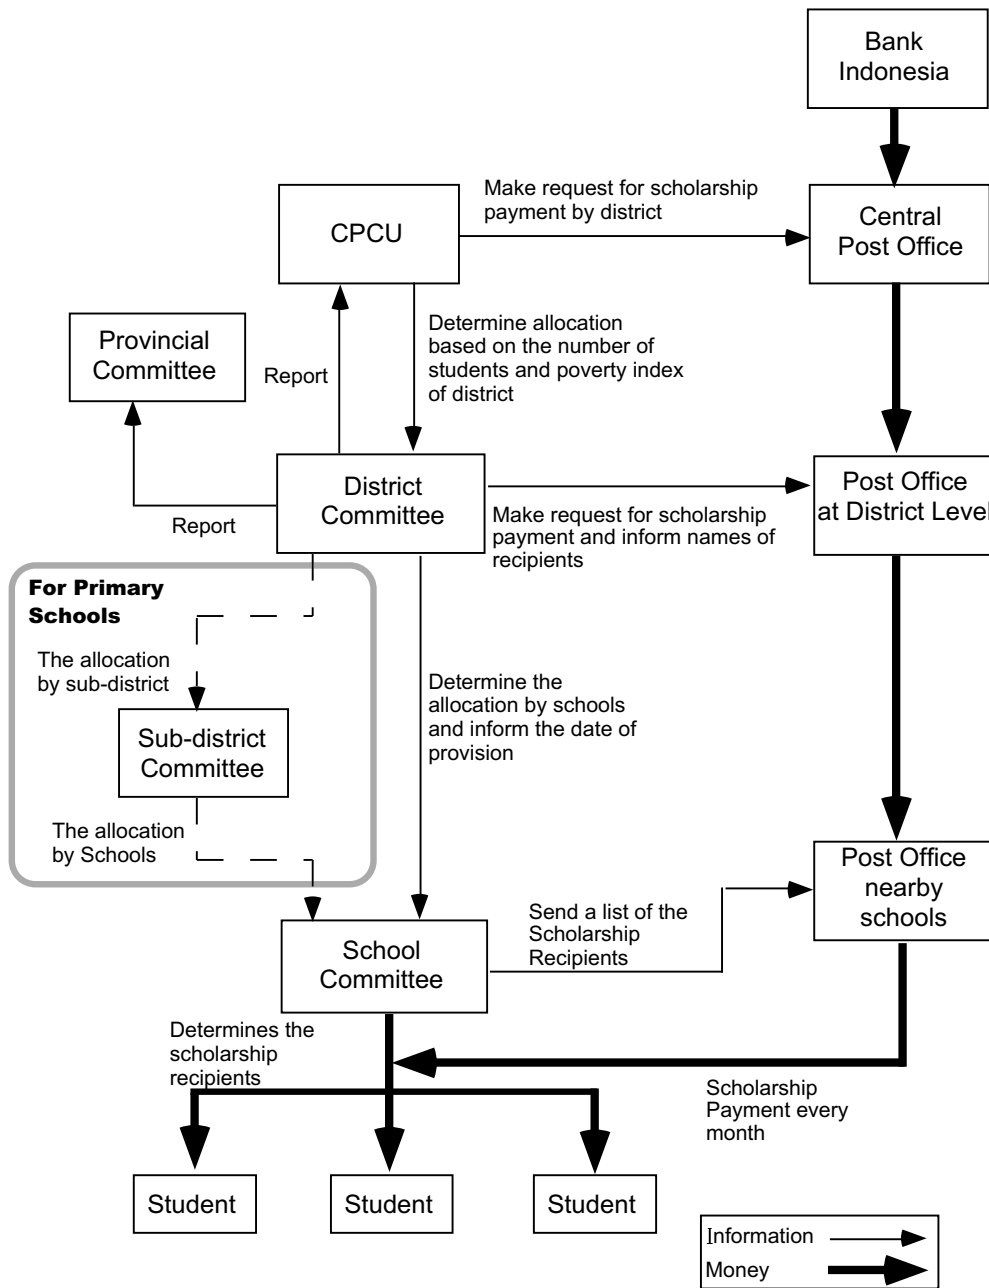 Bank
Indonesia
Make request for scholarship
payment by district
CPCU
Central
Post Office
Determine allocation
based on the number of
students and poverty index
of district
Provincial
Committee
Report
District
Committee
Post Office
at District Level
Report
Make request for scholarship
payment and inform names of
recipients
For Primary
Schools
The allocation
by sub-district
Determine the
allocation by schools
and inform the date of
provision
Sub-district
Committee
The allocation
by Schools
Post Office
nearby
schools
Send a list of the
Scholarship
Recipients
School
Committee
Determines the
scholarship
recipients
Scholarship
Payment every
month
Student
Student
Student
Information
Money